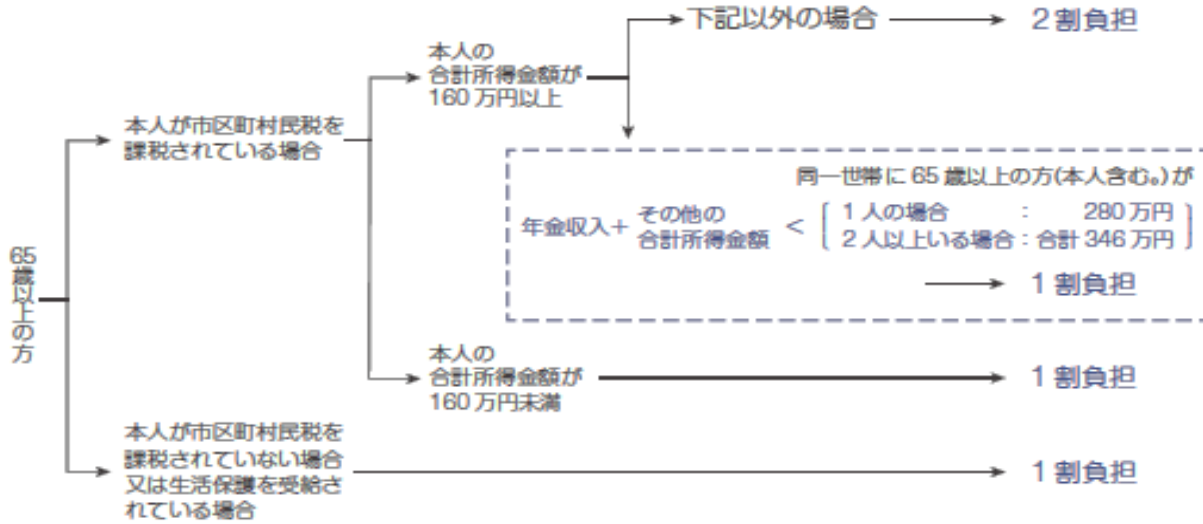 65歳以上の方
本人が市区町村民税を
課税されている場合
本人の
合計所得金額が
160万円以上
下記以外の場合
2割負担
同一世帯に65歳以上の方(本人含む。)が
年金収入+
その他の
合計所得金額
<
1人の場合 : 280万円
2人以上いる場合:合計346万円
1割負担
本人の
合計所得金額が
160万円未満
1割負担
本人が市区町村民税を
課税されていない場合
又は生活保護を受給さ
れている場合
1割負担